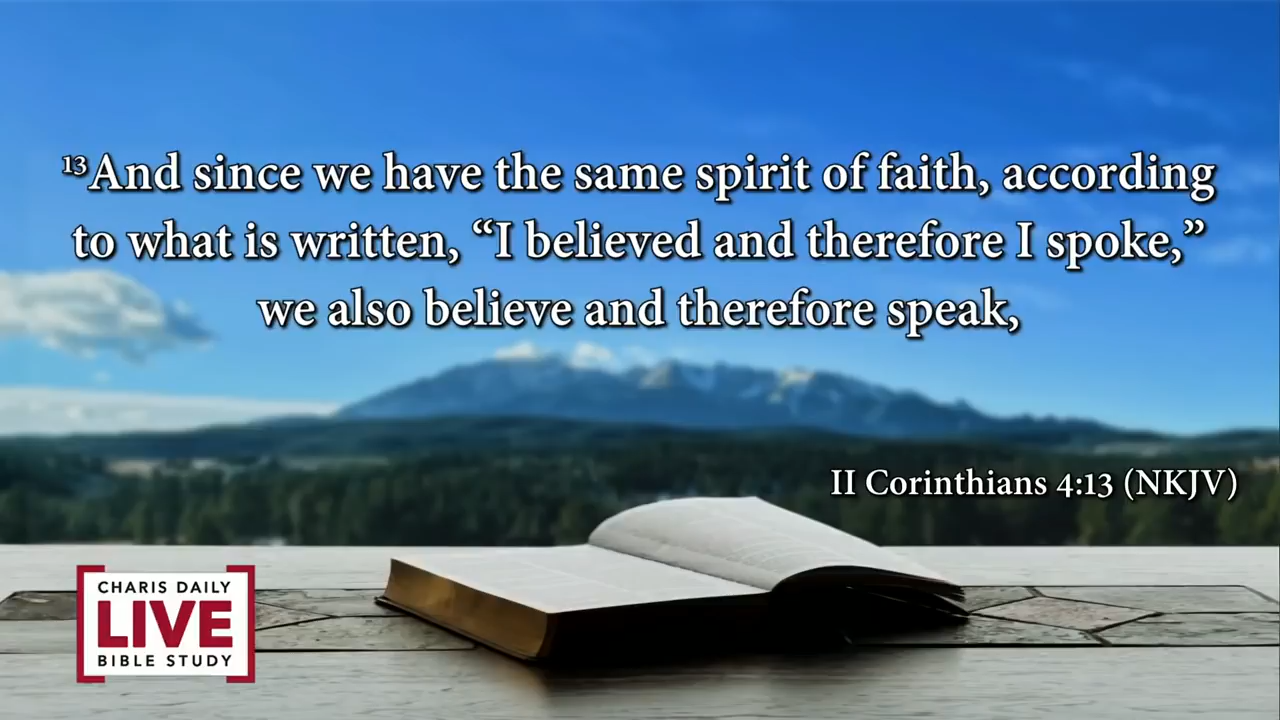 ¹³And since we have the same spirit of faith, according
to what is written, “I believed and therefore I spoke,”
we also believe and therefore speak,
II Corinthians 4:13 (NKJV)
CHARIS DAILY
LIVE
BIBLE STUDY